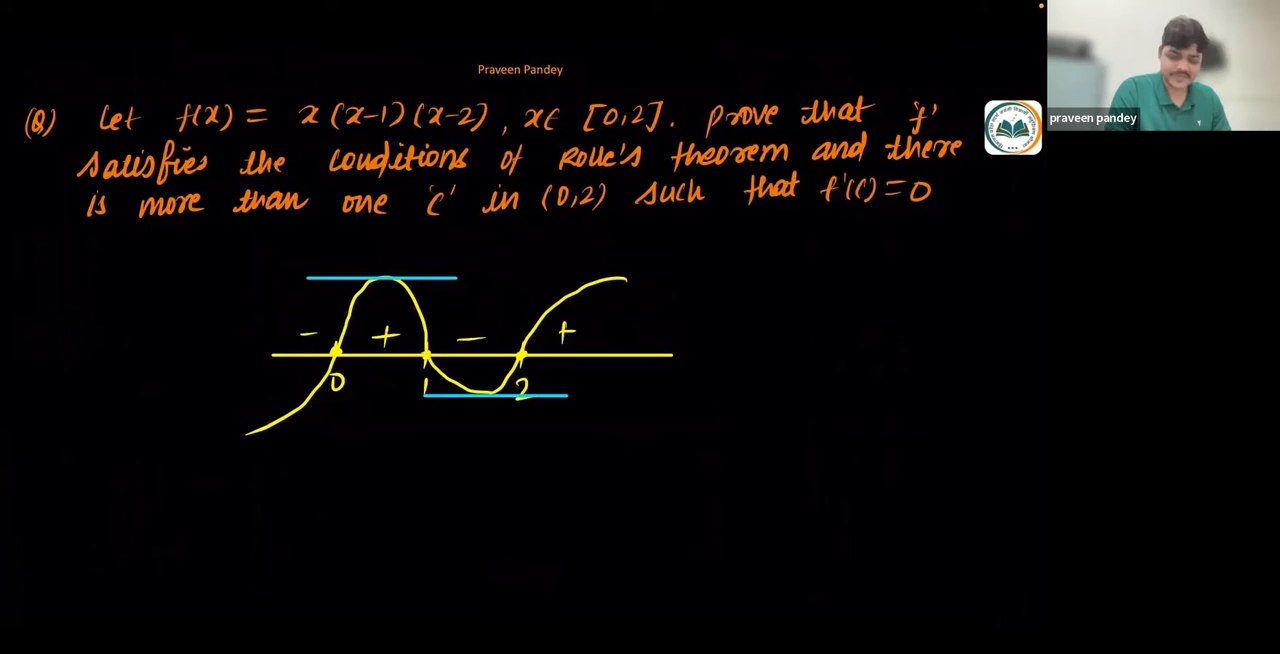 Praveen Pandey
praveen pandey
(Q) Let f(x) = x(x-1)(x-2), x∈ [0,2]. prove that 'f'
satisfies the conditions of Rolle's theorem and there
is more than one 'c' in (0,2) such that f'(c) = 0
- + - +
0 1 2